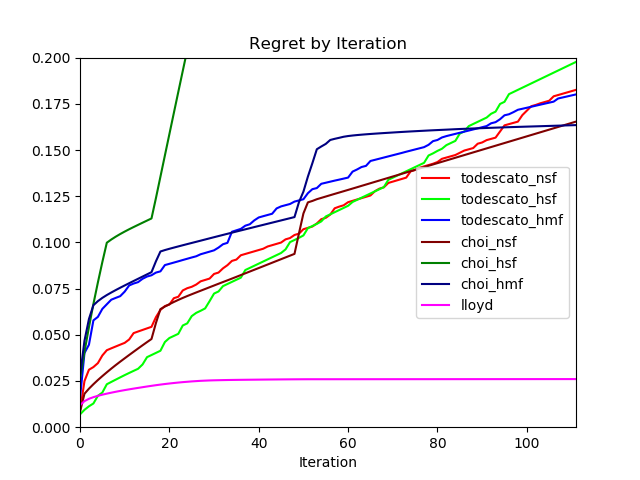 Regret by Iteration
0.200
0.175
0.150
0.125
0.100
0.075
0.050
0.025
0.000
todescato_nsf
todescato_hsf
todescato_hmf
choi_nsf
choi_hsf
choi_hmf
lloyd
0 20 40 60 80 100
Iteration